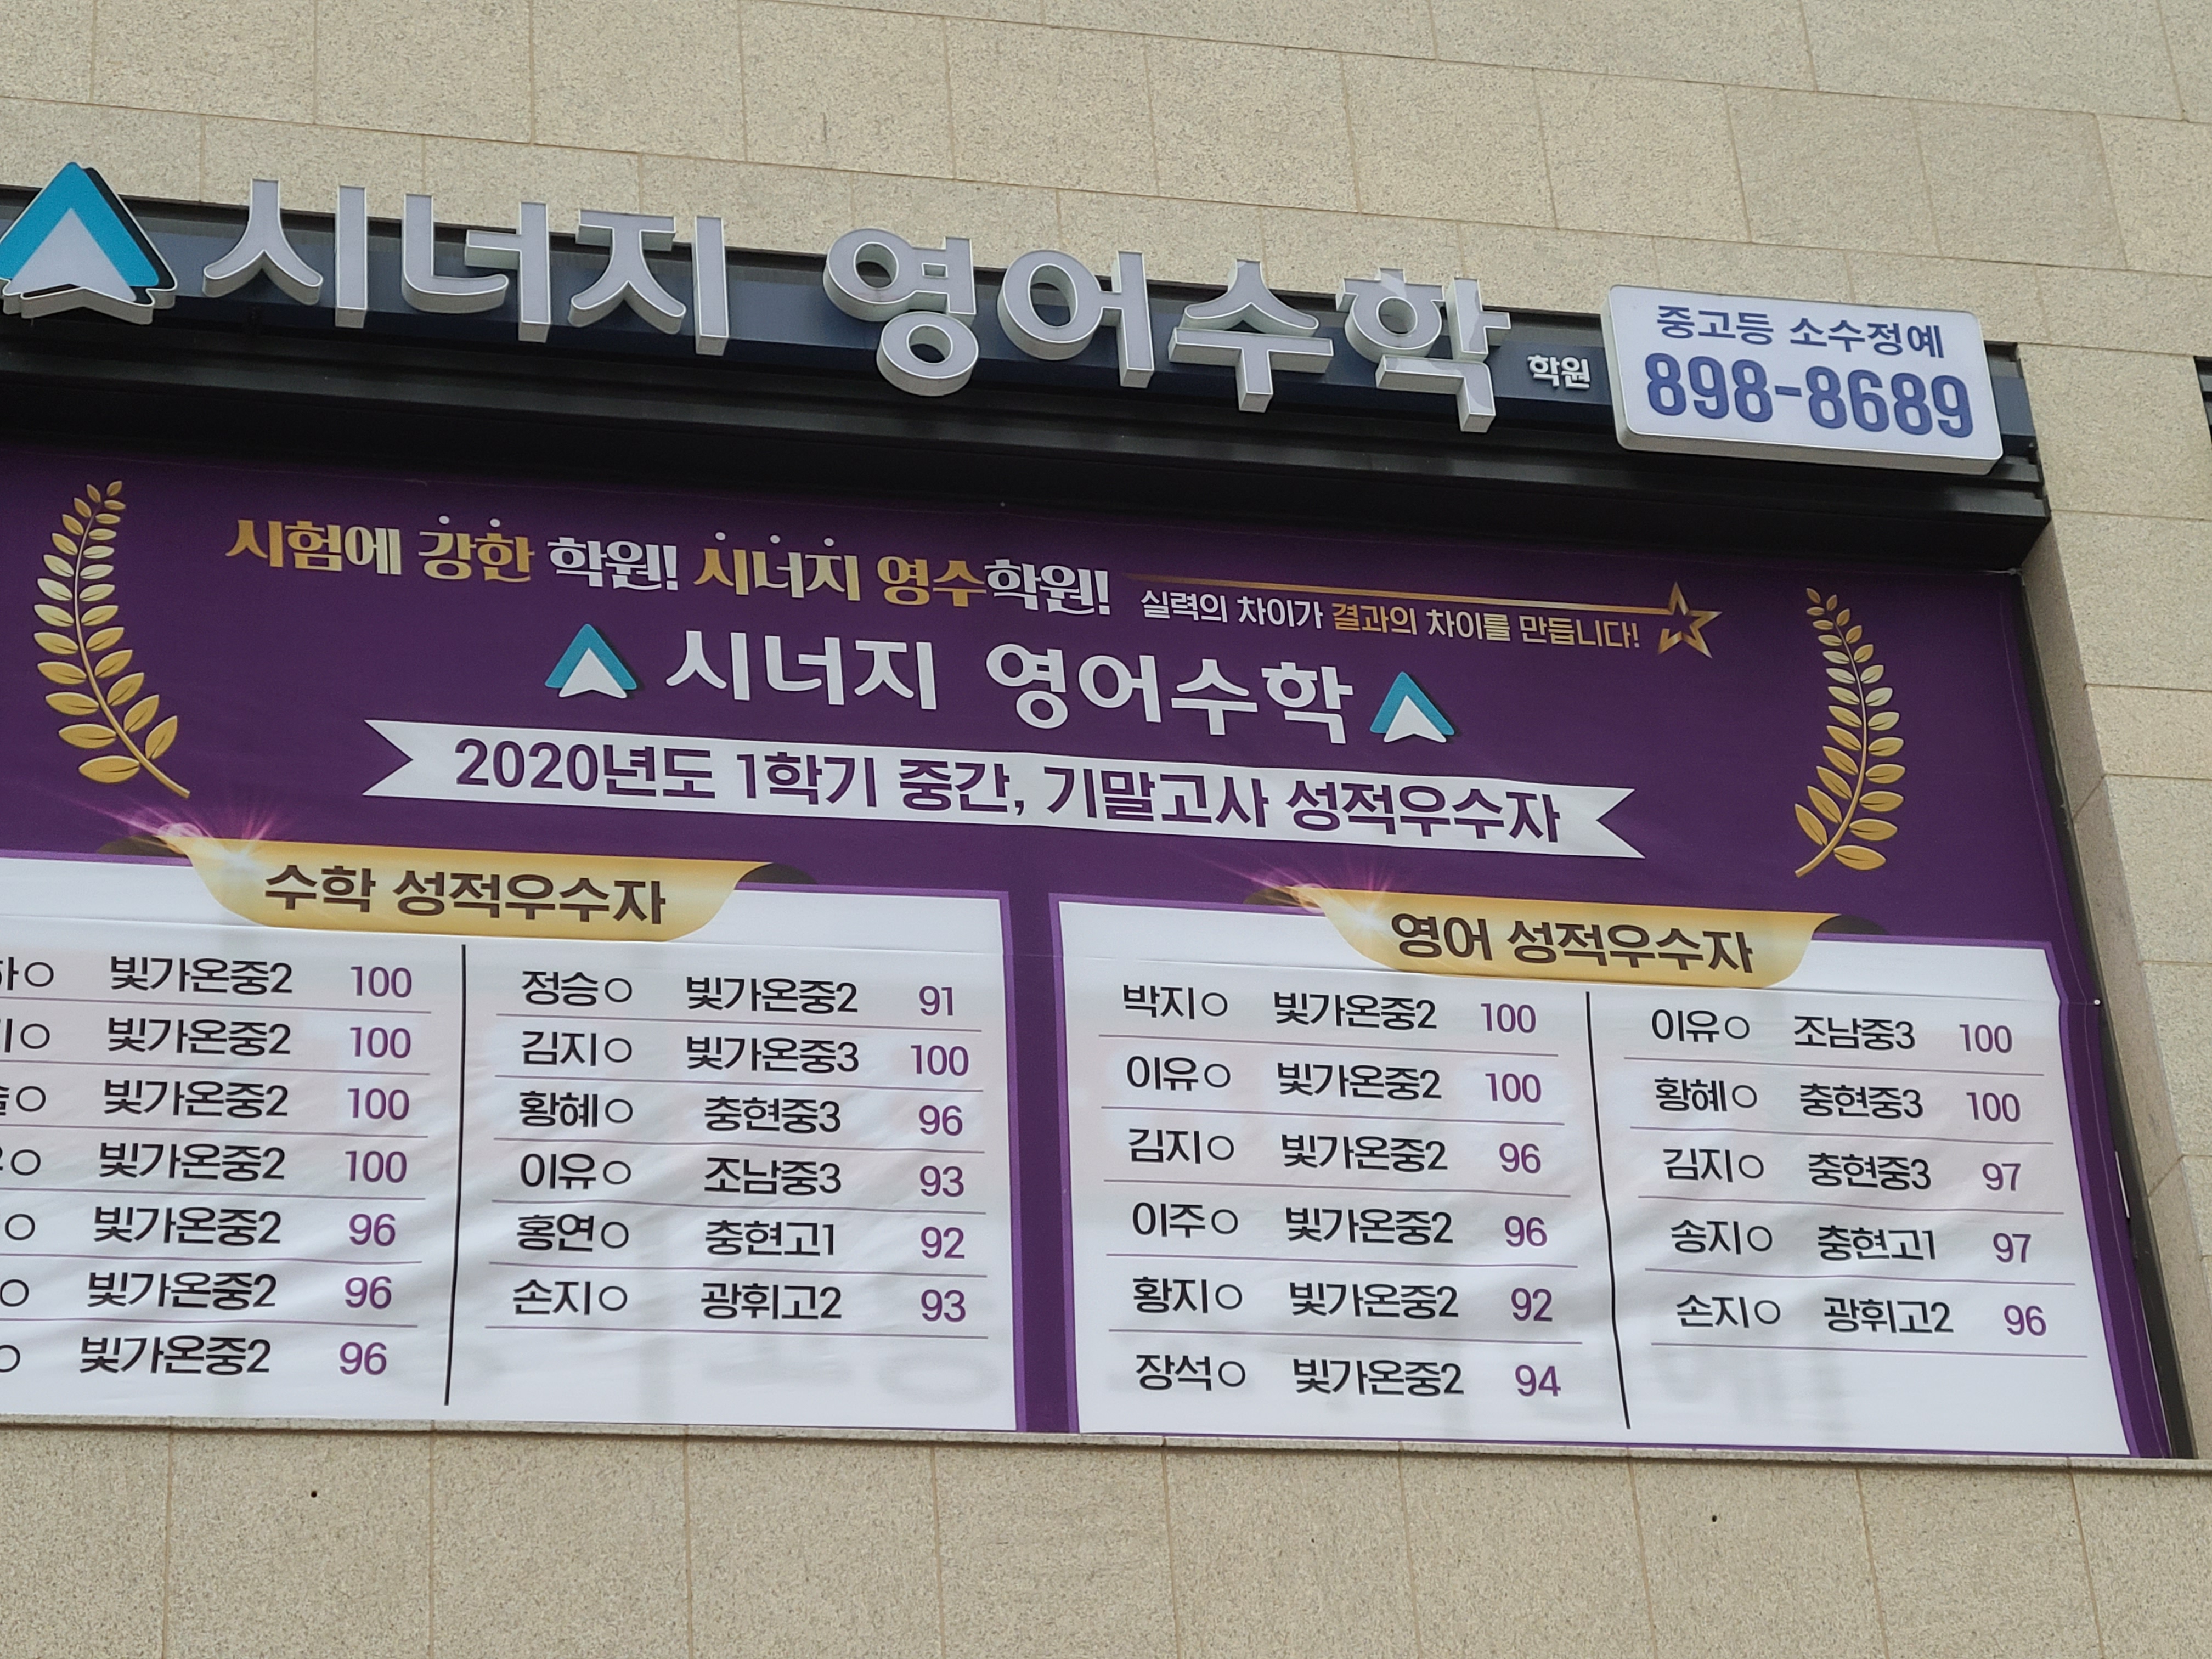 시너지 영어수학 학원
중고등 소수정예
898-8689
시험에 강한 학원! 시너지 영수학원!
실력의 차이가 결과의 차이를 만듭니다!
시너지 영어수학
2020년도 1학기 중간, 기말고사 성적우수자
수학 성적우수자
하○ 빛가온중2 100
○ 빛가온중2 100
○ 빛가온중2 100
○ 빛가온중2 100
○ 빛가온중2 96
○ 빛가온중2 96
○ 빛가온중2 96
정승○ 빛가온중2 91
김지○ 빛가온중3 100
황혜○ 충현중3 96
이유○ 조남중3 93
홍연○ 충현고1 92
손지○ 광휘고2 93
영어 성적우수자
박지○ 빛가온중2 100
이유○ 빛가온중2 100
김지○ 빛가온중2 96
이주○ 빛가온중2 96
황지○ 빛가온중2 92
장석○ 빛가온중2 94
이유○ 조남중3 100
황혜○ 충현중3 100
김지○ 충현중3 97
송지○ 충현고1 97
손지○ 광휘고2 96